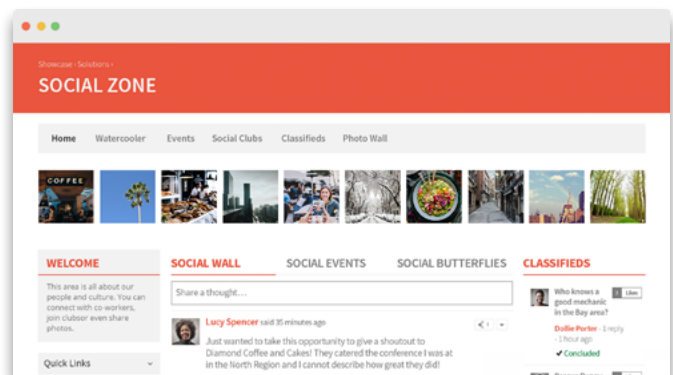 Showcase › Solutions ›
SOCIAL ZONE
Home Watercooler Events Social Clubs Classifieds Photo Wall
COFFEE
WELCOME
This area is all about our
people and culture. You can
connect with co-workers,
join clubsor even share
photos.
Quick Links
SOCIAL WALL SOCIAL EVENTS SOCIAL BUTTERFLIES
Share a thought...
Lucy Spencer said 35 minutes ago
1
Just wanted to take this opportunity to give a shoutout to
Diamond Coffee and Cakes! They catered the conference I was at
in the North Region and I cannot describe how great they did!
CLASSIFIEDS
Who knows a
good mechanic
in the Bay area?
Like
Dollie Porter - 1 reply
- 1 hour ago
Concluded